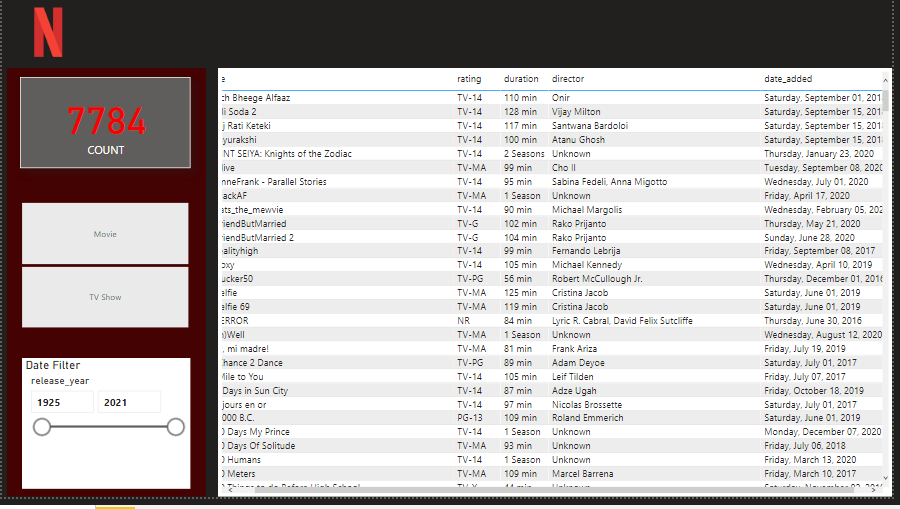 N
7784
COUNT
Movie
TV Show
Date Filter
release_year
1925 2021
e rating duration director date_added
ch Bheege Alfaaz TV-14 110 min Onir Saturday, September 01, 201
li Soda 2 TV-14 128 min Vijay Milton Saturday, September 15, 201
j Rati Keteki TV-14 117 min Santwana Bardoloi Saturday, September 15, 201
yurakshi TV-14 100 min Atanu Ghosh Saturday, September 15, 201
NT SEIYA: Knights of the Zodiac TV-14 2 Seasons Unknown Thursday, January 23, 2020
live TV-MA 99 min Cho Il Tuesday, September 08, 2020
nneFrank - Parallel Stories TV-14 95 min Sabina Fedeli, Anna Migotto Wednesday, July 01, 2020
ackAF TV-MA 1 Season Unknown Friday, April 17, 2020
ats_the_mewvie TV-14 90 min Michael Margolis Wednesday, February 05, 202
riendButMarried TV-G 102 min Rako Prijanto Thursday, May 21, 2020
riendButMarried 2 TV-G 104 min Rako Prijanto Sunday, June 28, 2020
ealityhigh TV-14 99 min Fernando Lebrija Friday, September 08, 2017
oxy TV-14 105 min Michael Kennedy Wednesday, April 10, 2019
ucker50 TV-PG 56 min Robert McCullough Jr. Thursday, December 01, 2016
elfie TV-MA 125 min Cristina Jacob Saturday, June 01, 2019
elfie 69 TV-MA 119 min Cristina Jacob Saturday, June 01, 2019
ERROR NR 84 min Lyric R. Cabral, David Felix Sutcliffe Thursday, June 30, 2016
)Well TV-MA 1 Season Unknown Wednesday, August 12, 2020
, mi madre! TV-MA 81 min Frank Ariza Friday, July 19, 2019
hance 2 Dance TV-PG 89 min Adam Deyoe Saturday, July 01, 2017
Mile to You TV-14 105 min Leif Tilden Friday, July 07, 2017
Days in Sun City TV-14 87 min Adze Ugah Friday, October 18, 2019
jours en or TV-14 97 min Nicolas Brossette Saturday, July 01, 2017
000 B.C. PG-13 109 min Roland Emmerich Saturday, June 01, 2019
0 Days My Prince TV-14 1 Season Unknown Monday, December 07, 2020
0 Days Of Solitude TV-MA 93 min Unknown Friday, July 06, 2018
0 Humans TV-14 1 Season Unknown Friday, March 13, 2020
0 Meters TV-MA 109 min Marcel Barrena Friday, March 10, 2017